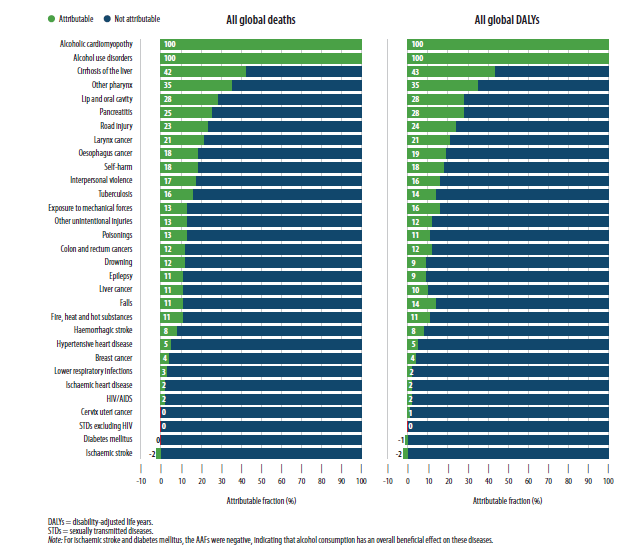 Attributable Not attributable
All global deaths
All global DALYs
Alcoholic cardiomyopothy 100 100
Alcohol use disorders 100 100
Cirrhosis of the liver 42 43
Other pharynx 35 35
Lip and oral cavity 28 28
Pancreatitis 25 28
Road injury 23 24
Larynx cancer 21 21
Oesophagus cancer 18 19
Self-harm 18 18
Interpersonal violence 17 16
Tuberculosis 16 14
Exposure to mechanical forces 13 16
Other unintentional injuries 13 12
Poisonings 13 11
Colon and rectum cancers 12 12
Drowning 12 9
Epilepsy 11 9
Liver cancer 11 10
Falls 11 14
Fire, heat and hot substances 11 11
Haemorrhagic stroke 8 8
Hypertensive heart disease 5 5
Breast cancer 4 4
Lower respiratory infections 3 2
Ischaemic heart disease 2 2
HIV/AIDS 2 2
Cervix uteri cancer 0 1
STDs excluding HIV 0 0
Diabetes mellitus 0 -1
Ischaemic stroke -2 -2
-10 0 10 20 30 40 50 60 70 80 90 100
-10 0 10 20 30 40 50 60 70 80 90 100
Attributable fraction (%)
Attributable fraction (%)
DALYs = disability-adjusted life years.
STDs = sexually transmitted diseases.
Note: For ischaemic stroke and diabetes mellitus, the AAFs were negative, indicating that alcohol consumption has an overall beneficial effect on these diseases.